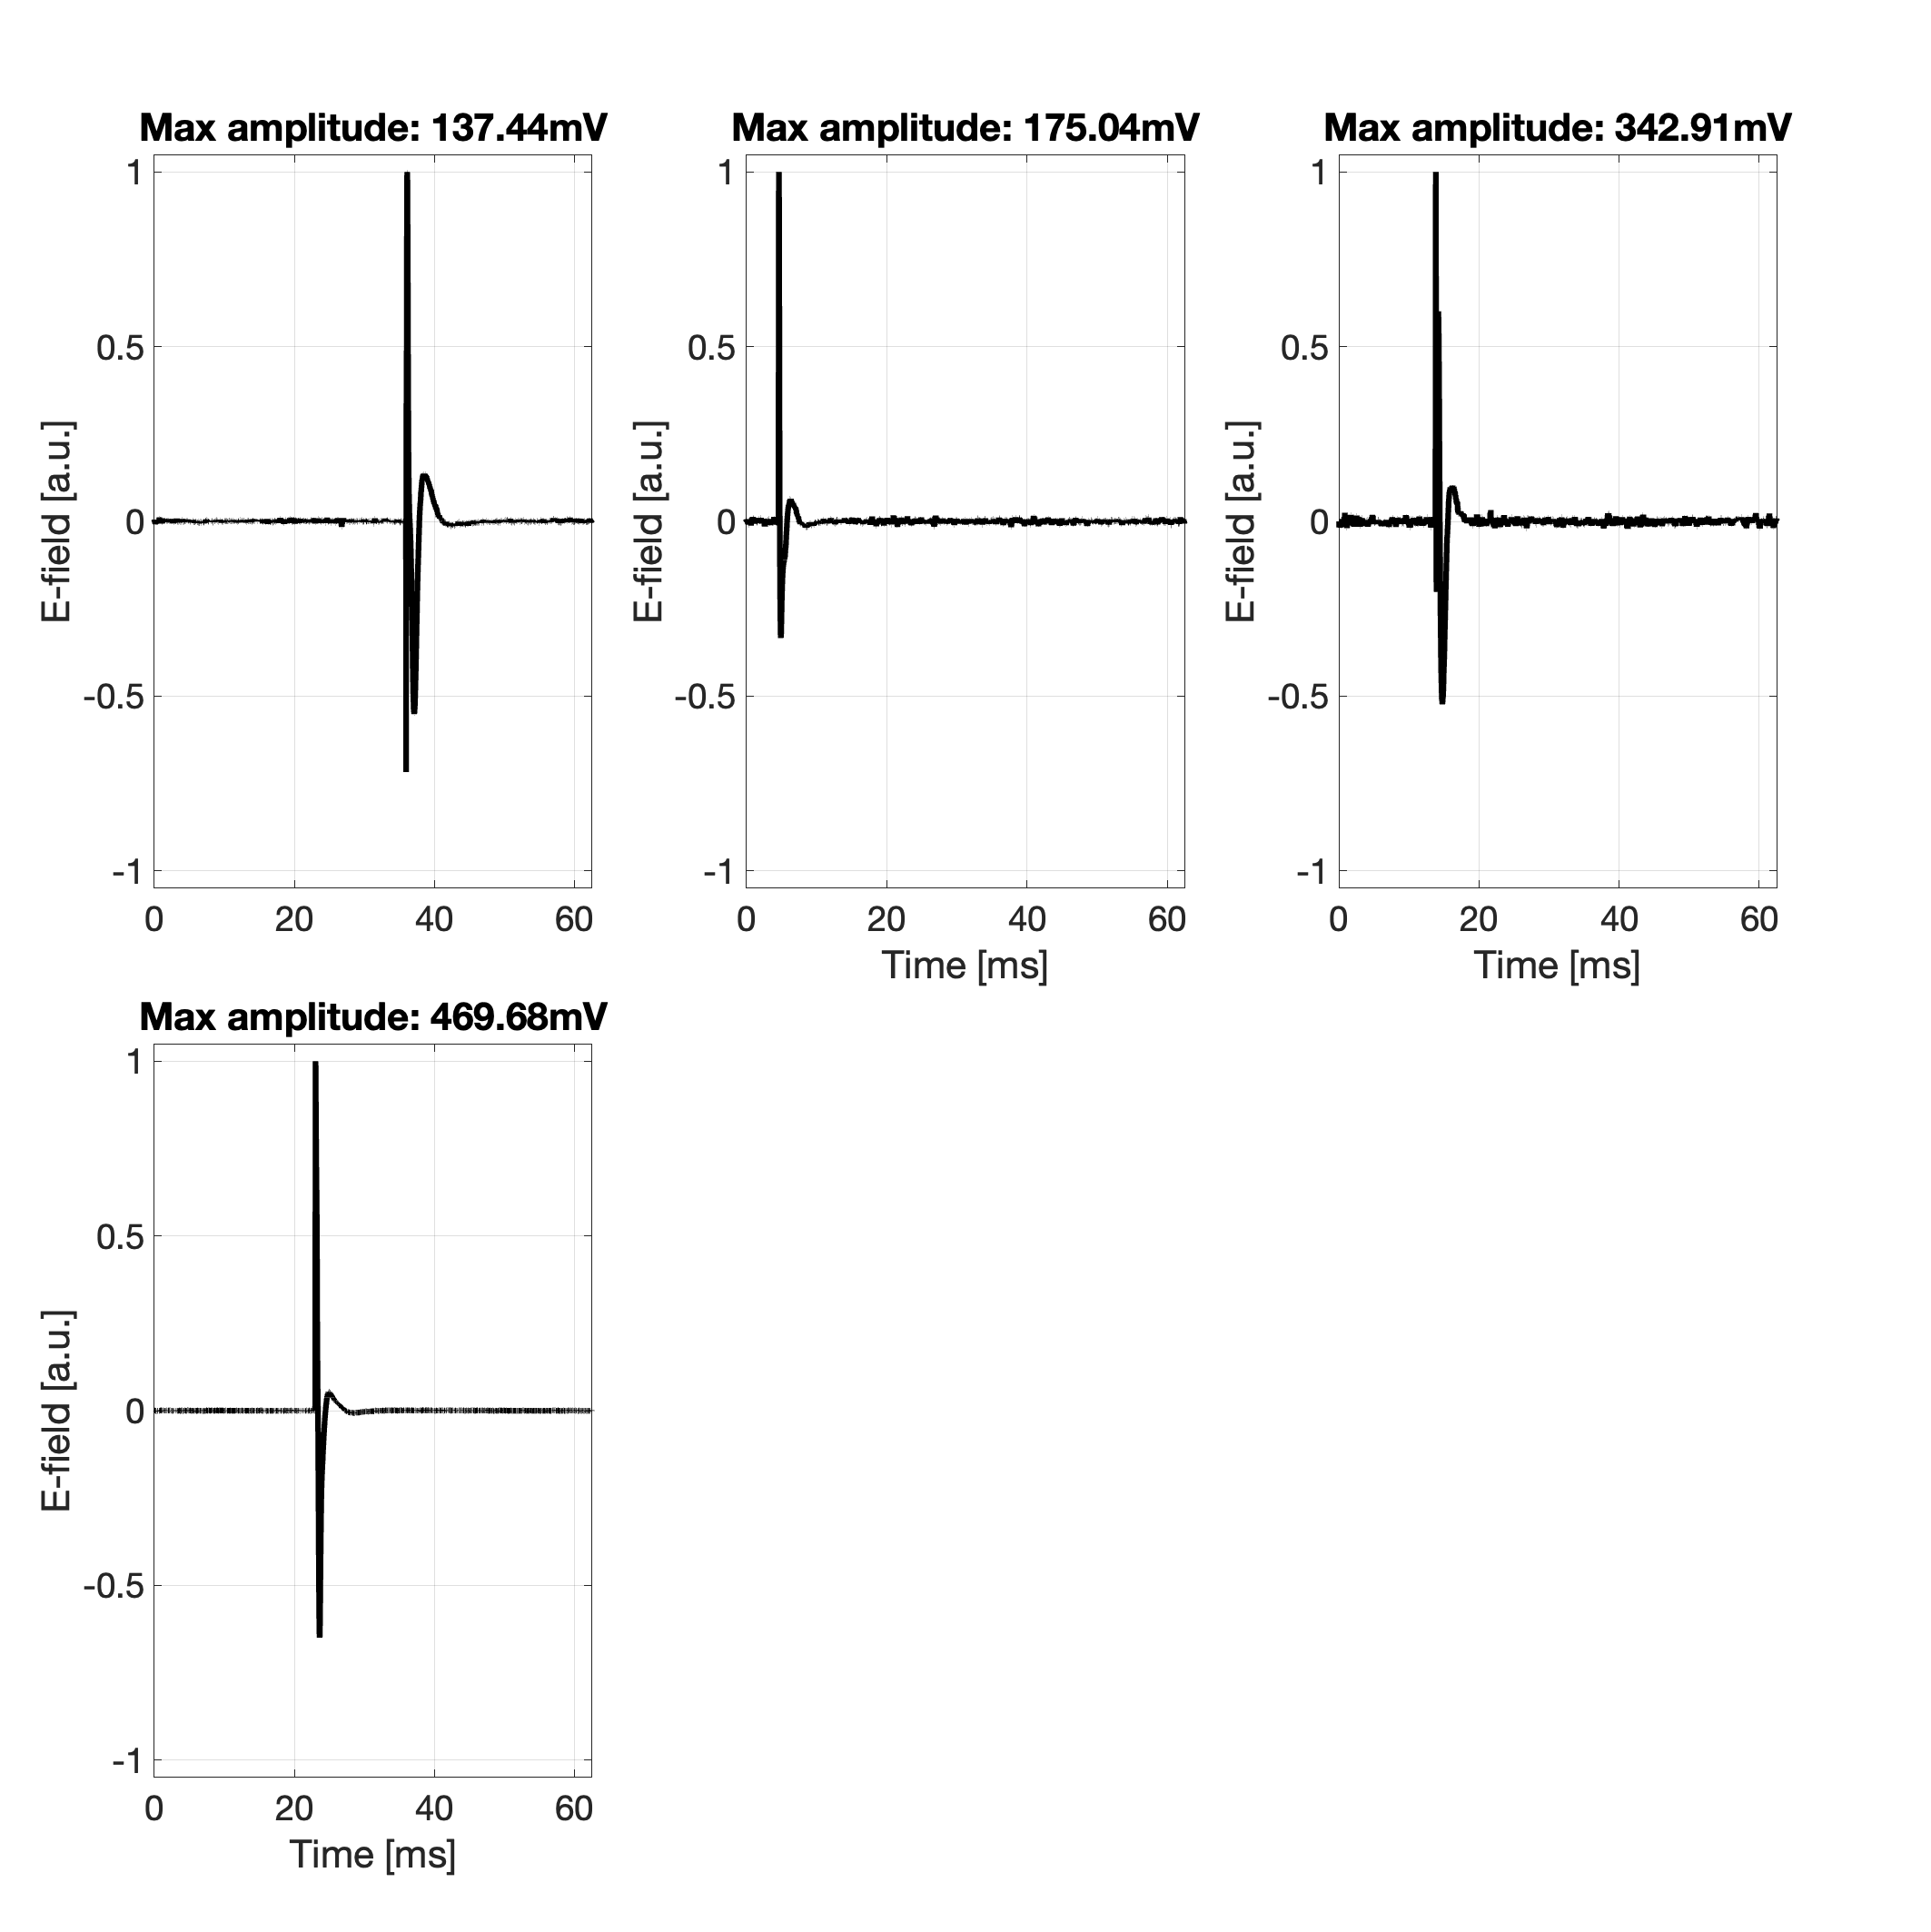 Max amplitude: 137.44mV
Max amplitude: 175.04mV
Max amplitude: 342.91mV
1
0.5
0
-0.5
-1
E-field [a.u.]
0 20 40 60
1
0.5
0
-0.5
-1
E-field [a.u.]
0 20 40 60
Time [ms]
1
0.5
0
-0.5
-1
E-field [a.u.]
0 20 40 60
Time [ms]
Max amplitude: 469.68mV
1
0.5
0
-0.5
-1
E-field [a.u.]
0 20 40 60
Time [ms]